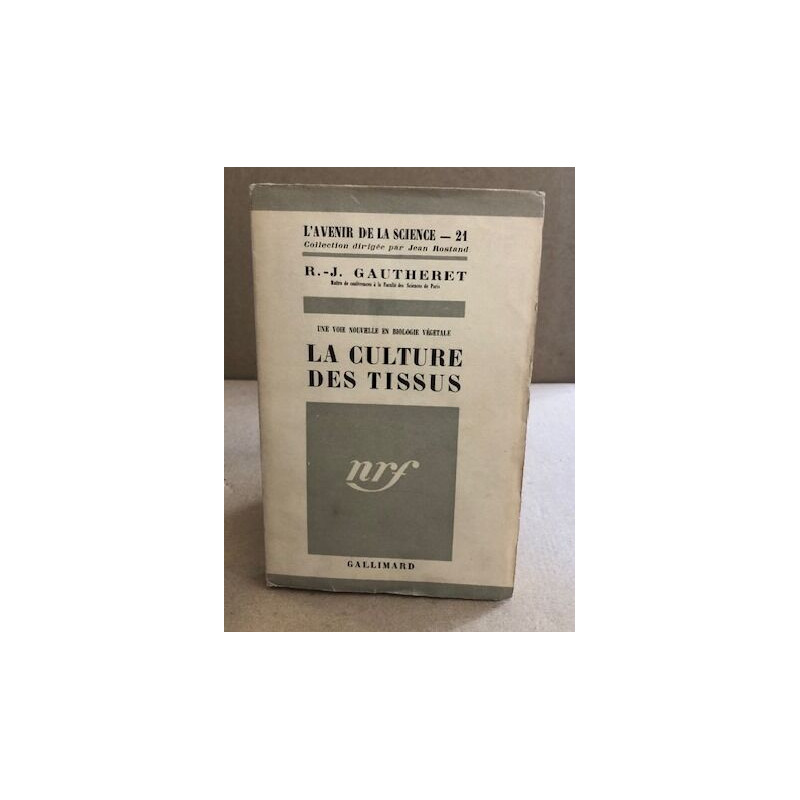 L'AVENIR DE LA SCIENCE — 21
Collection dirigée par Jean Rostand
R.-J. GAUTHERET
Maître de conférences à la Faculté des Sciences de Paris
UNE VOIE NOUVELLE EN BIOLOGIE VÉGÉTALE
LA CULTURE
DES TISSUS
nrf
GALLIMARD